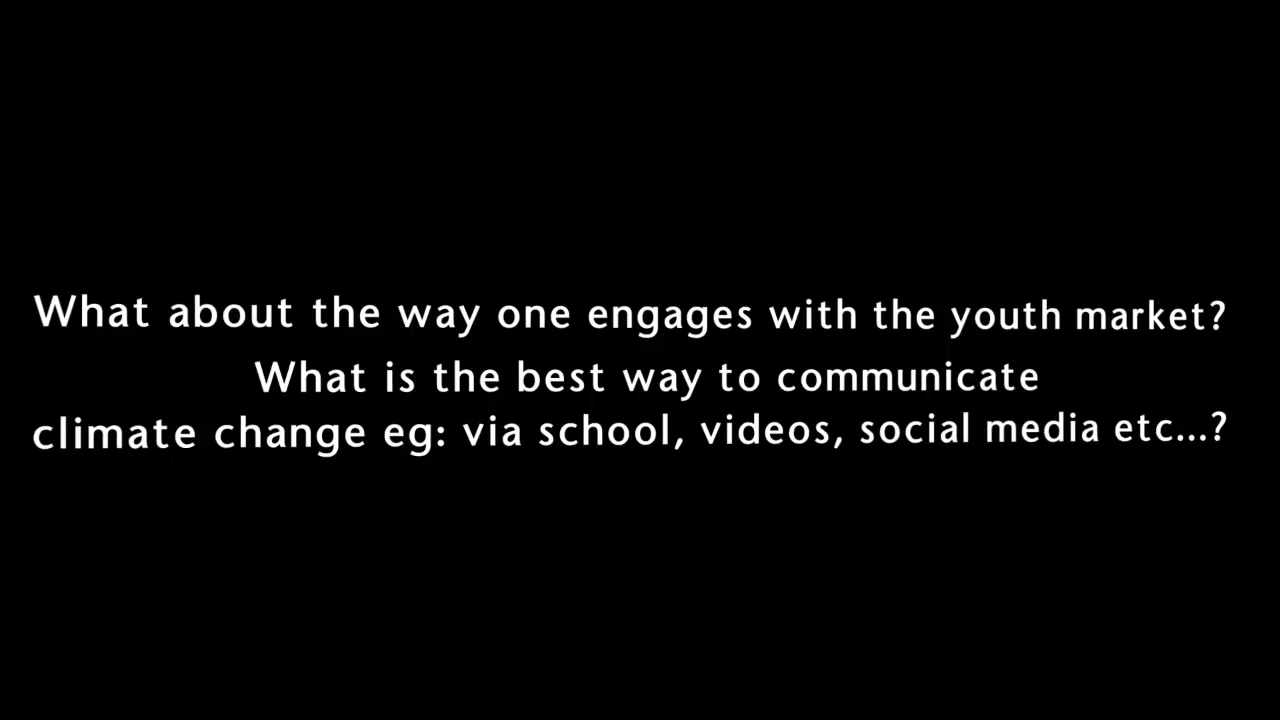 What about the way one engages with the youth market?
What is the best way to communicate
climate change eg: via school, videos, social media etc...?